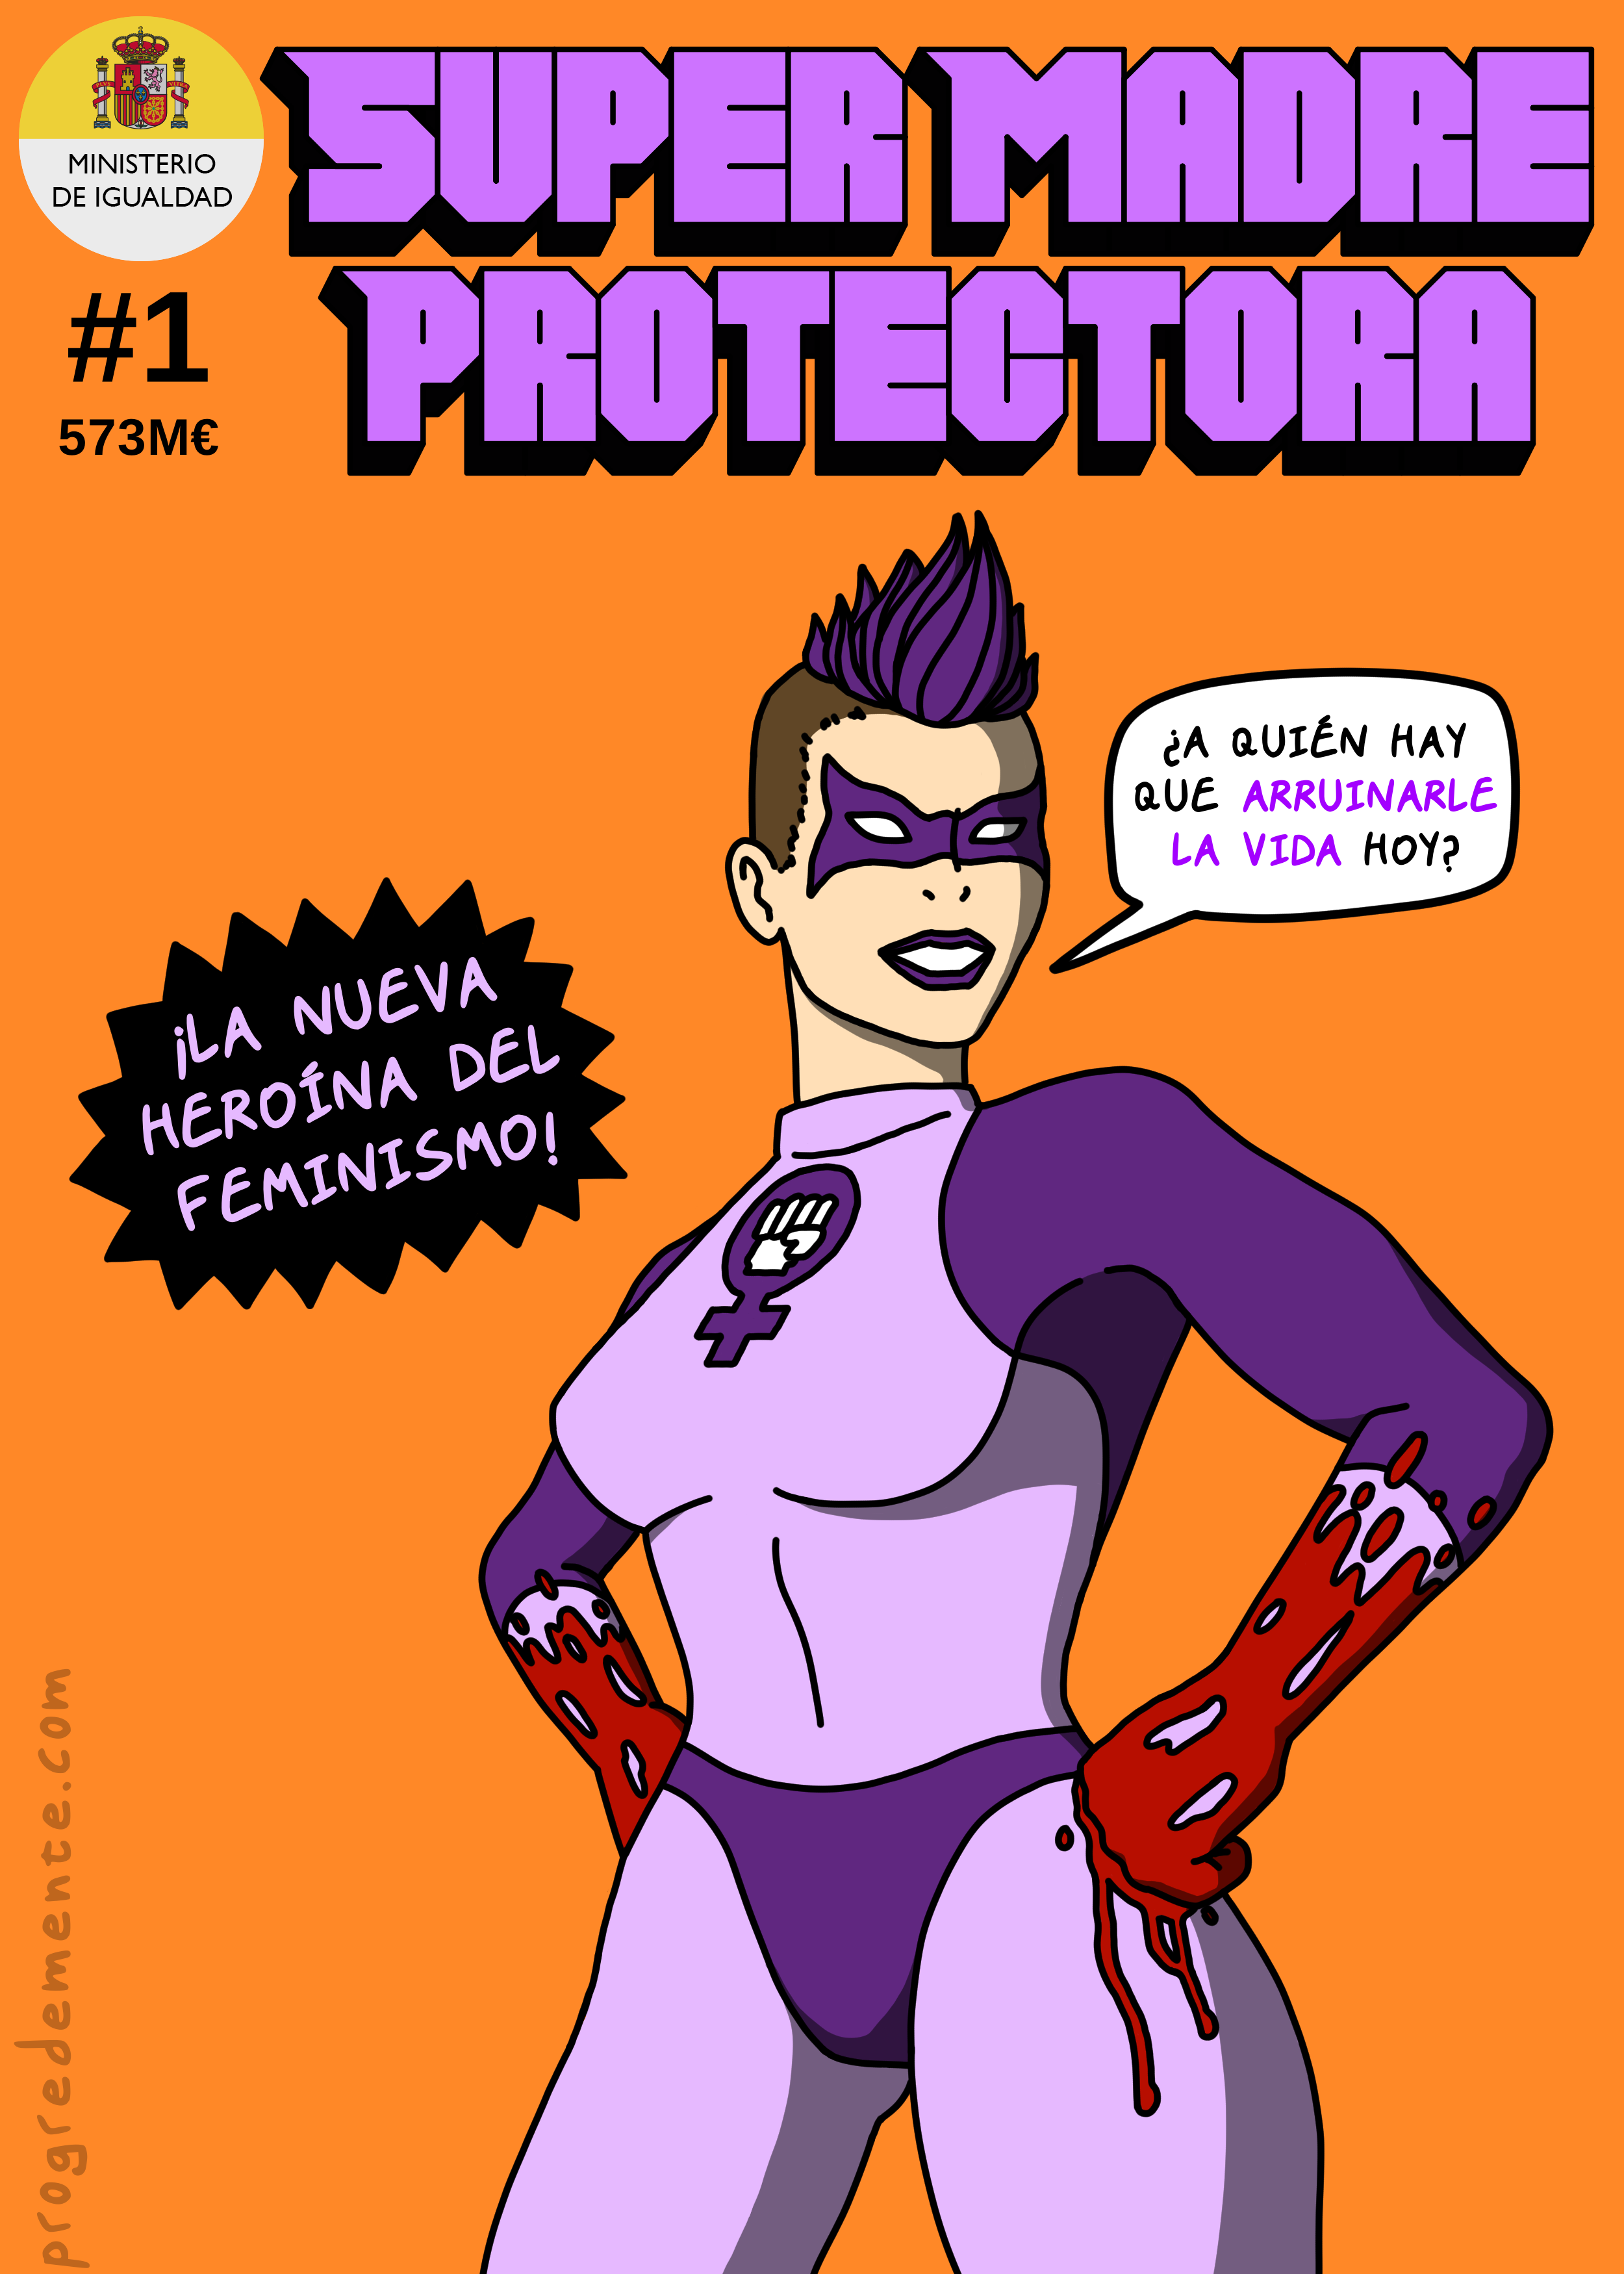 MINISTERIO
DE IGUALDAD
#1
573M€
SUPER MADRE
PROTECTORA
¿A QUIÉN HAY
QUE ARRUINARLE
LA VIDA HOY?
¡LA NUEVA
HEROÍNA DEL
FEMINISMO!
progredemente.com